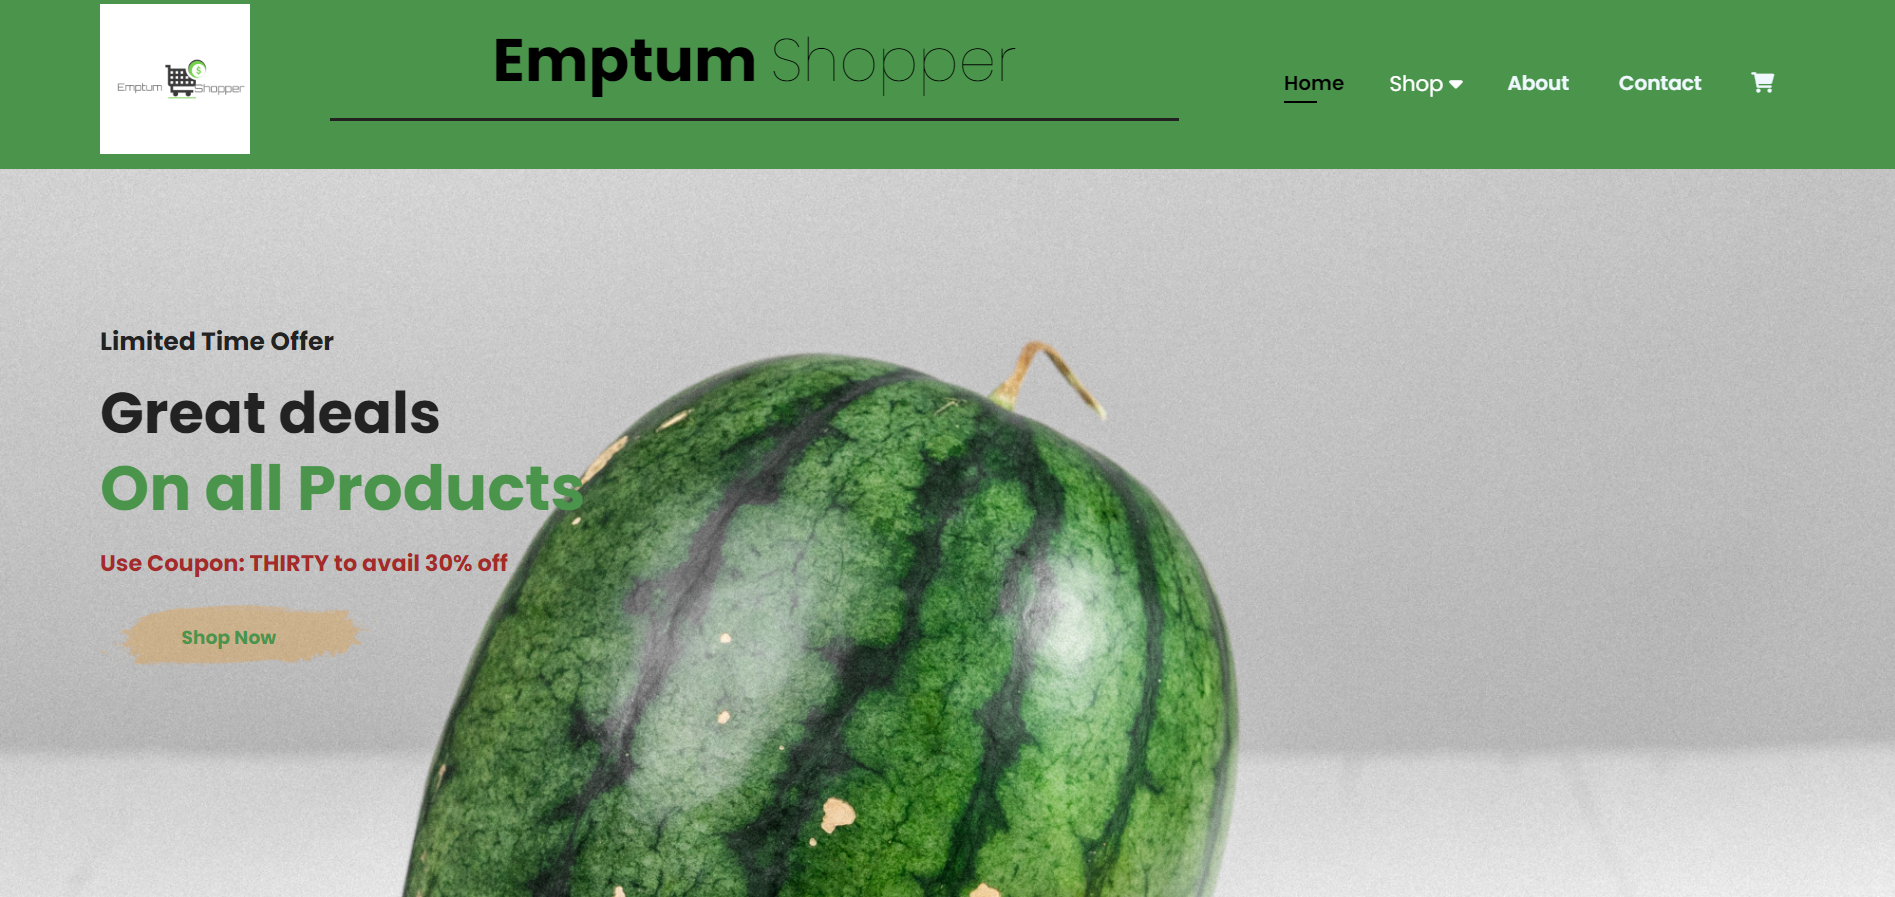 Emptum Shopper
Emptum Shopper
Home Shop About Contact
Limited Time Offer
Great deals
On all Products
Use Coupon: THIRTY to avail 30% off
Shop Now